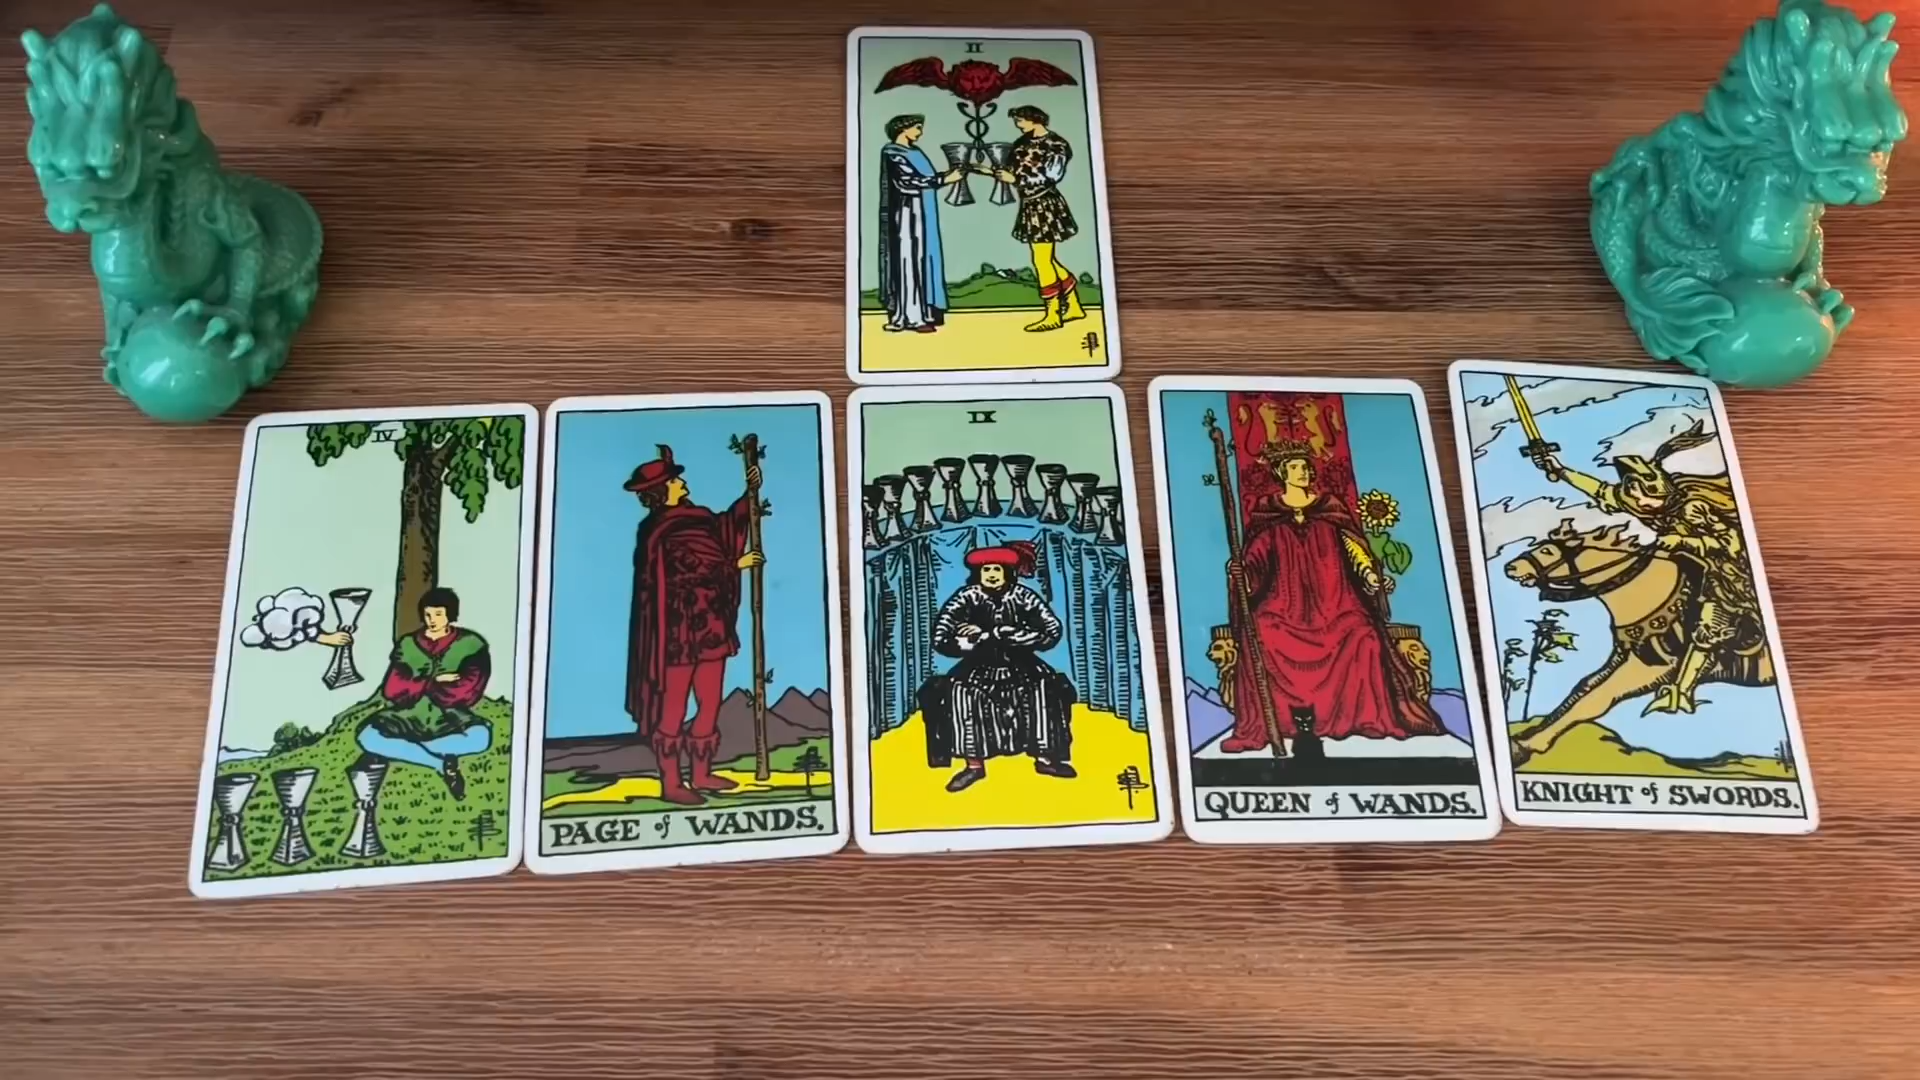 II
IV
IX
PAGE of WANDS.
QUEEN of WANDS.
KNIGHT of SWORDS.